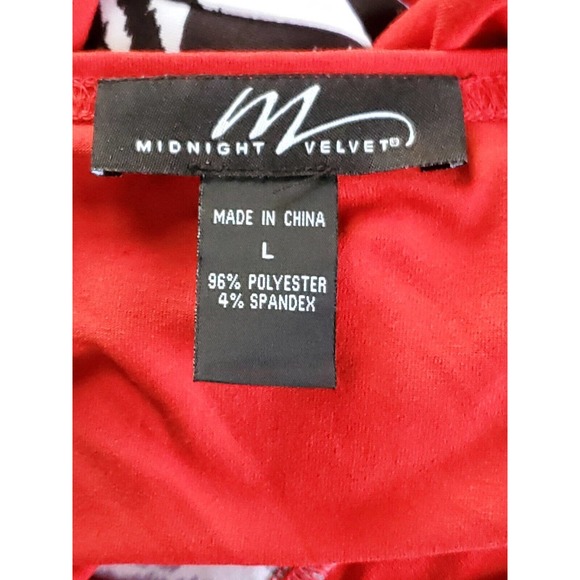 m
MIDNIGHT VELVET®
MADE IN CHINA
L
96% POLYESTER
4% SPANDEX